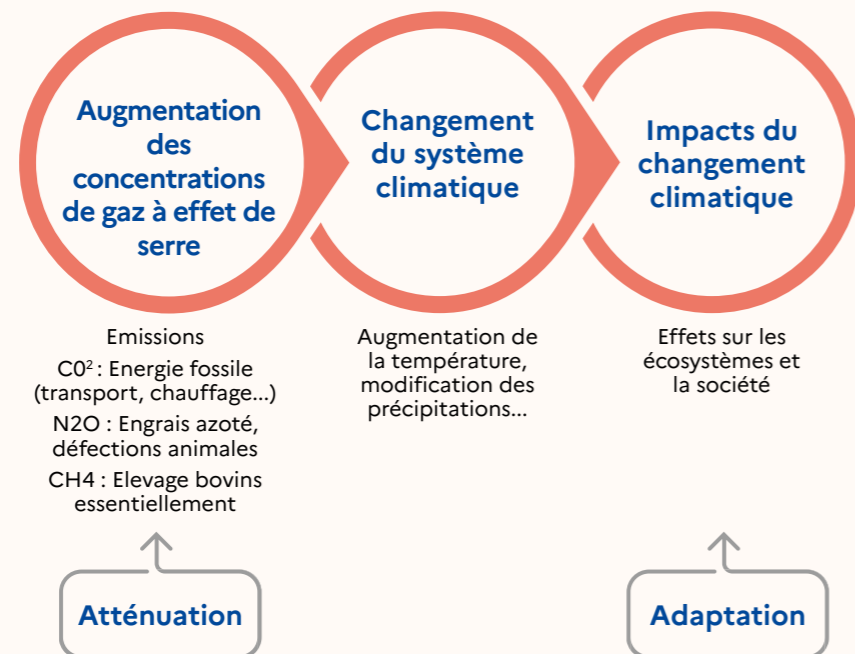 Augmentation
des
concentrations
de gaz à effet de
serre
Changement
du système
climatique
Impacts du
changement
climatique
Emissions
C0² : Energie fossile
(transport, chauffage...)
N2O : Engrais azoté,
défections animales
CH4 : Elevage bovins
essentiellement
Augmentation de
la température,
modification des
précipitations...
Effets sur les
écosystèmes et
la société
Atténuation
Adaptation